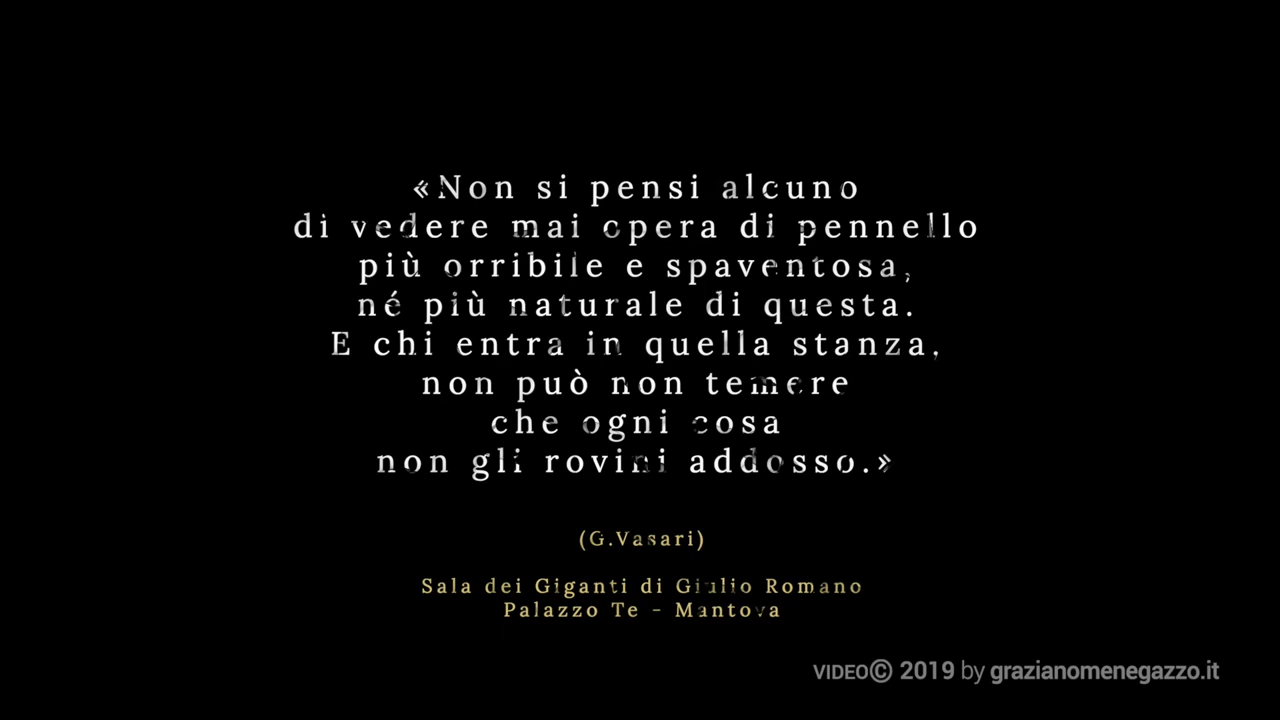 «Non si pensi alcuno
di vedere mai opera di pennello
più orribile e spaventosa,
né più naturale di questa.
E chi entra in quella stanza,
non può non temere
che ogni cosa
non gli rovini addosso.»
(G.Vasari)
Sala dei Giganti di Giulio Romano
Palazzo Te - Mantova
VIDEO© 2019 by grazianomenegazzo.it